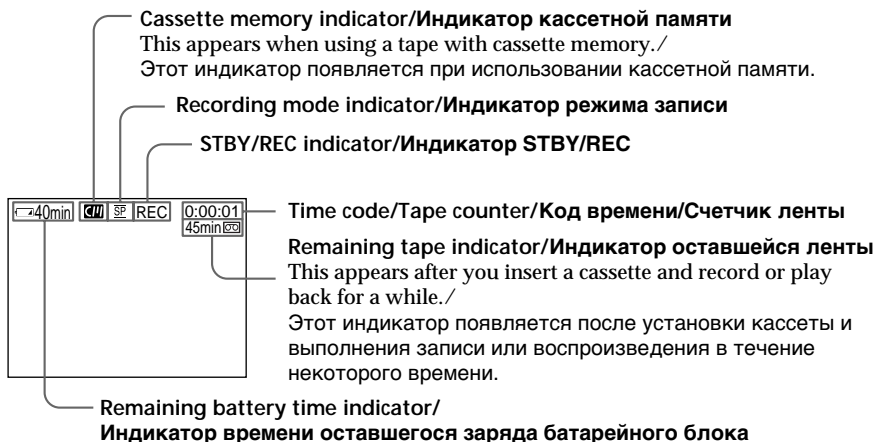 Cassette memory indicator/Индикатор кассетной памяти
This appears when using a tape with cassette memory./
Этот индикатор появляется при использовании кассетной памяти.
Recording mode indicator/Индикатор режима записи
STBY/REC indicator/Индикатор STBY/REC
40min CM SP REC 0:00:01
45min
Time code/Tape counter/Код времени/Счетчик ленты
Remaining tape indicator/Индикатор оставшейся ленты
This appears after you insert a cassette and record or play
back for a while./
Этот индикатор появляется после установки кассеты и
выполнения записи или воспроизведения в течение
некоторого времени.
Remaining battery time indicator/
Индикатор времени оставшегося заряда батарейного блока